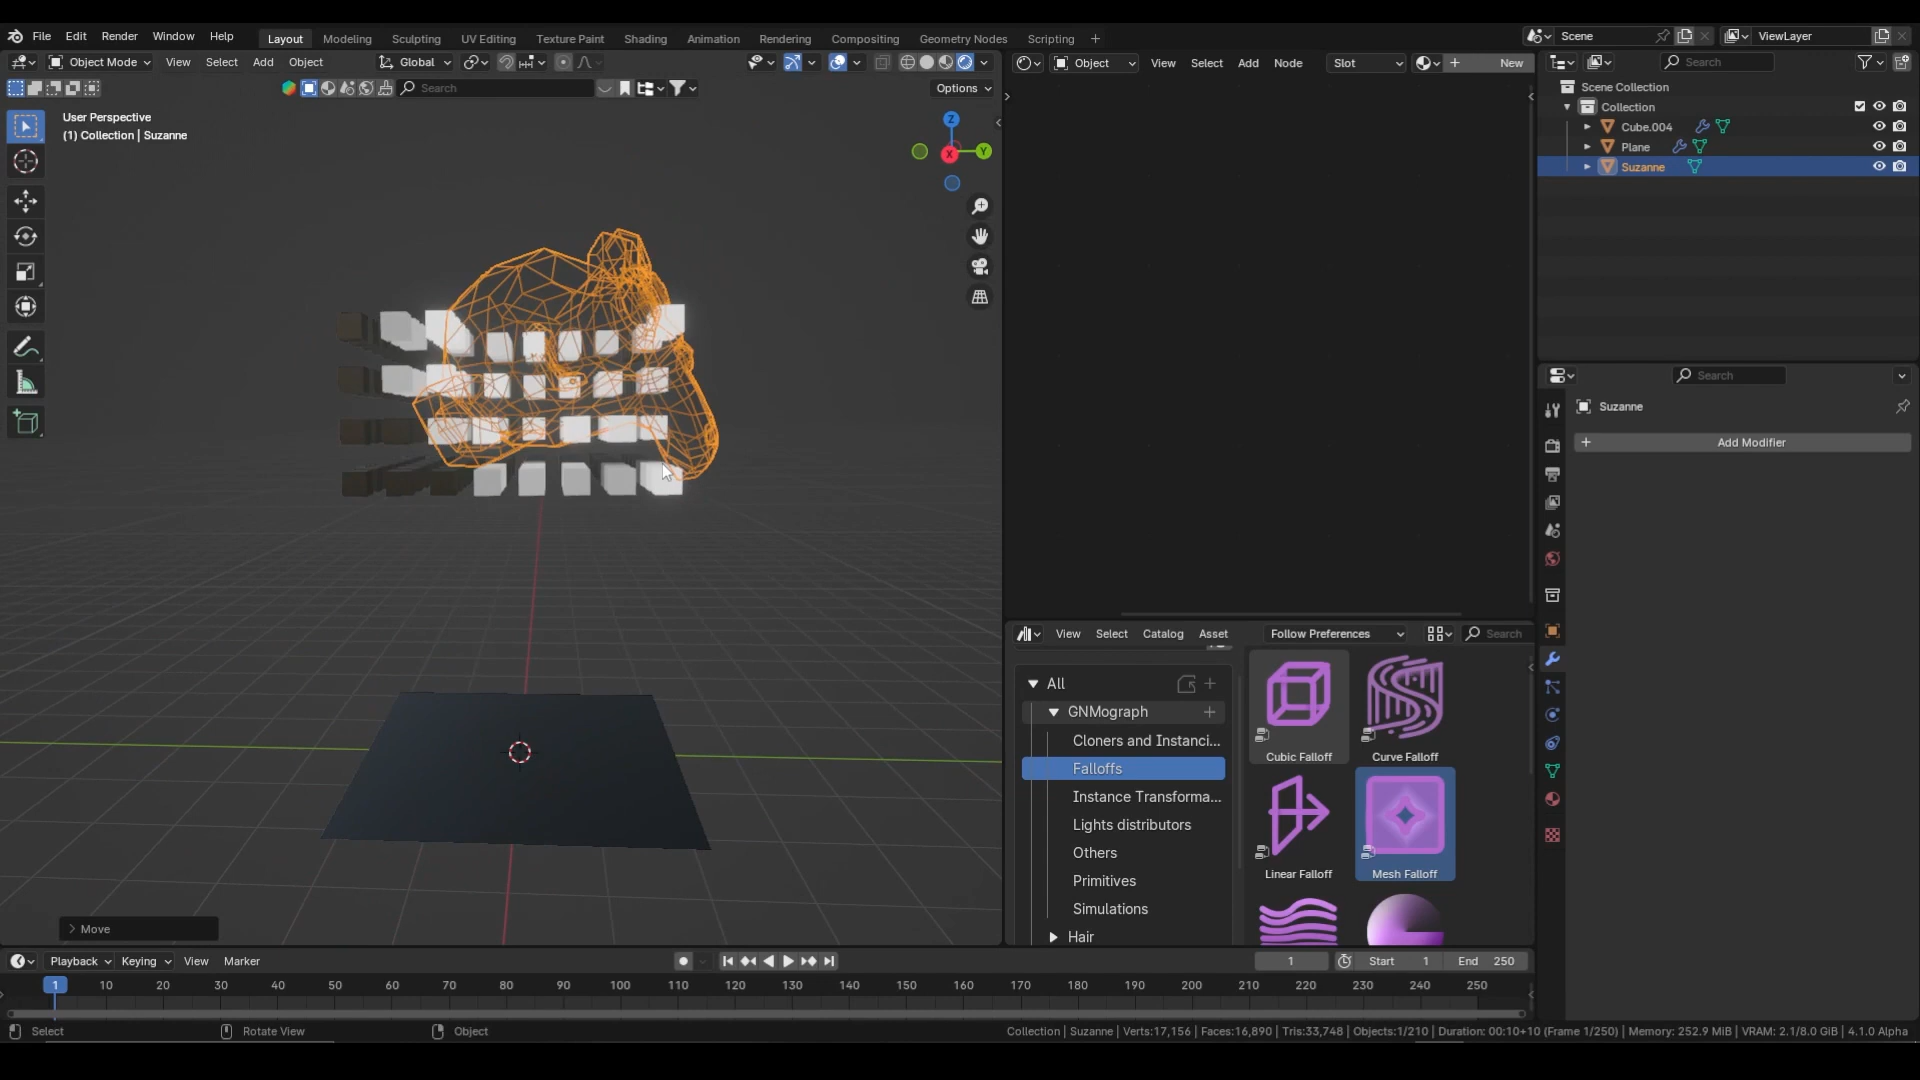 File Edit Render Window Help
Layout Modeling Sculpting UV Editing Texture Paint Shading Animation Rendering Compositing Geometry Nodes Scripting +
Scene
ViewLayer
Object Mode View Select Add Object
Global
Object View Select Add Node Slot New
Search
Search
Options
User Perspective
(1) Collection | Suzanne
Z
Y
X
Scene Collection
Collection
Cube.004
Plane
Suzanne
Search
Suzanne
Add Modifier
View Select Catalog Asset Follow Preferences Search
All
GNMograph
Cloners and Instanci...
Falloffs
Instance Transforma...
Lights distributors
Others
Primitives
Simulations
Hair
Cubic Falloff
Curve Falloff
Linear Falloff
Mesh Falloff
Move
Playback Keying View Marker
1 Start 1 End 250
1 10 20 30 40 50 60 70 80 90 100 110 120 130 140 150 160 170 180 190 200 210 220 230 240 250
Select Rotate View Object
Collection | Suzanne | Verts:17,156 | Faces:16,890 | Tris:33,748 | Objects:1/210 | Duration: 00:10+10 (Frame 1/250) | Memory: 252.9 MiB | VRAM: 2.1/8.0 GiB | 4.1.0 Alpha